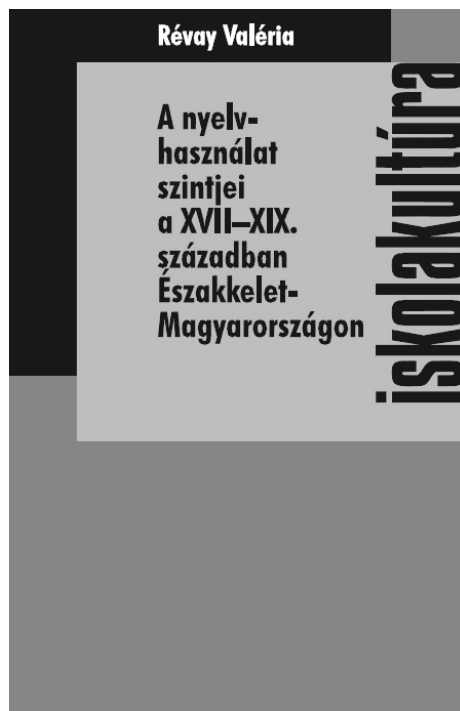 Révay Valéria
A nyelv-
használat
szintjei
a XVII–XIX.
században
Északkelet-
Magyarországon
iskolakultúra